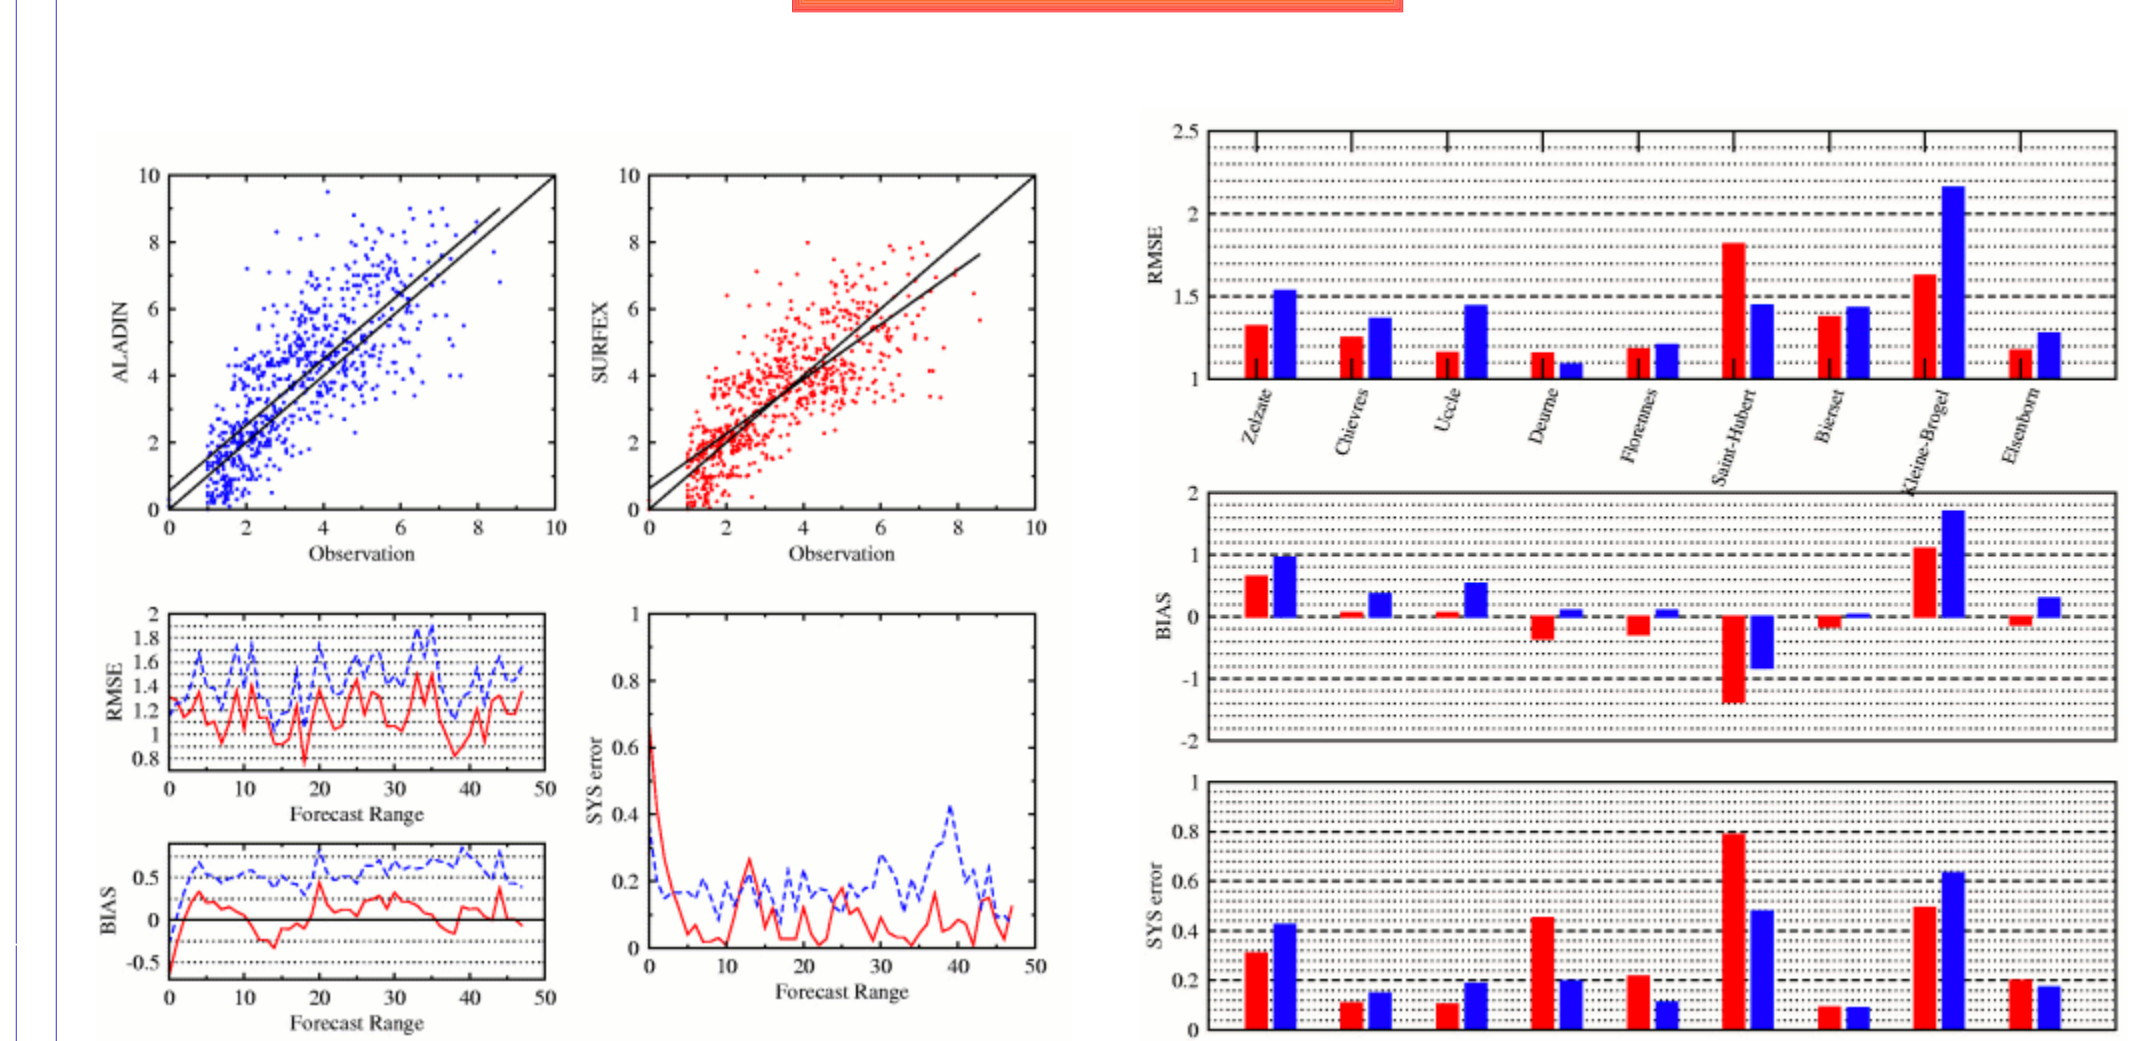 10
8
6
4
2
0
ALADIN
0 2 4 6 8 10
Observation
10
8
6
4
2
0
SURFEX
0 2 4 6 8 10
Observation
2
1.8
1.6
1.4
1.2
1
0.8
RMSE
0 10 20 30 40 50
Forecast Range
0.5
0
-0.5
BIAS
0 10 20 30 40 50
Forecast Range
1
0.8
0.6
0.4
0.2
0
SYS error
0 10 20 30 40 50
Forecast Range
2.5
2
1.5
1
RMSE
Zelzate
Chievres
Uccle
Deurne
Florennes
Saint-Hubert
Bierset
Kleine-Brogel
Elsenborn
2
1
0
-1
-2
BIAS
1
0.8
0.6
0.4
0.2
0
SYS error